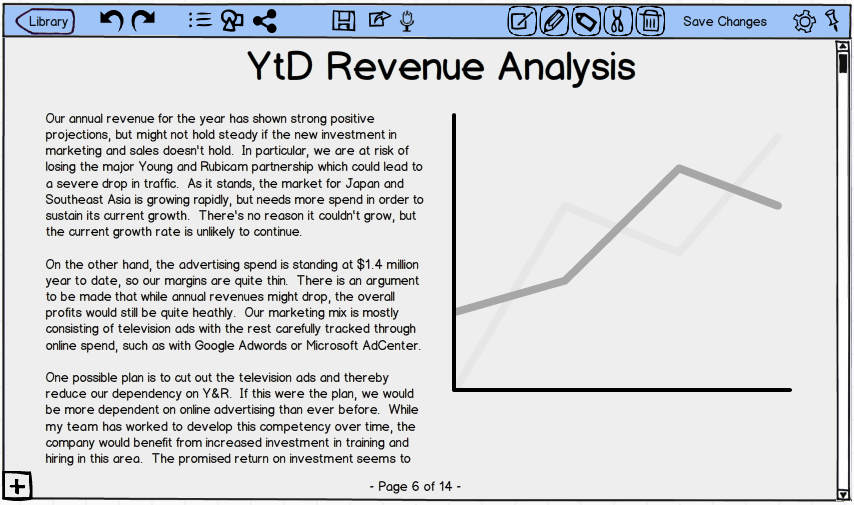 Library
Save Changes
YtD Revenue Analysis
Our annual revenue for the year has shown strong positive
projections, but might not hold steady if the new investment in
marketing and sales doesn't hold. In particular, we are at risk of
losing the major Young and Rubicam partnership which could lead to
a severe drop in traffic. As it stands, the market for Japan and
Southeast Asia is growing rapidly, but needs more spend in order to
sustain its current growth. There's no reason it couldn't grow, but
the current growth rate is unlikely to continue.
On the other hand, the advertising spend is standing at $1.4 million
year to date, so our margins are quite thin. There is an argument
to be made that while annual revenues might drop, the overall
profits would still be quite heathly. Our marketing mix is mostly
consisting of television ads with the rest carefully tracked through
online spend, such as with Google Adwords or Microsoft AdCenter.
One possible plan is to cut out the television ads and thereby
reduce our dependency on Y&R. If this were the plan, we would
be more dependent on online advertising than ever before. While
my team has worked to develop this competency over time, the
company would benefit from increased investment in training and
hiring in this area. The promised return on investment seems to
- Page 6 of 14 -